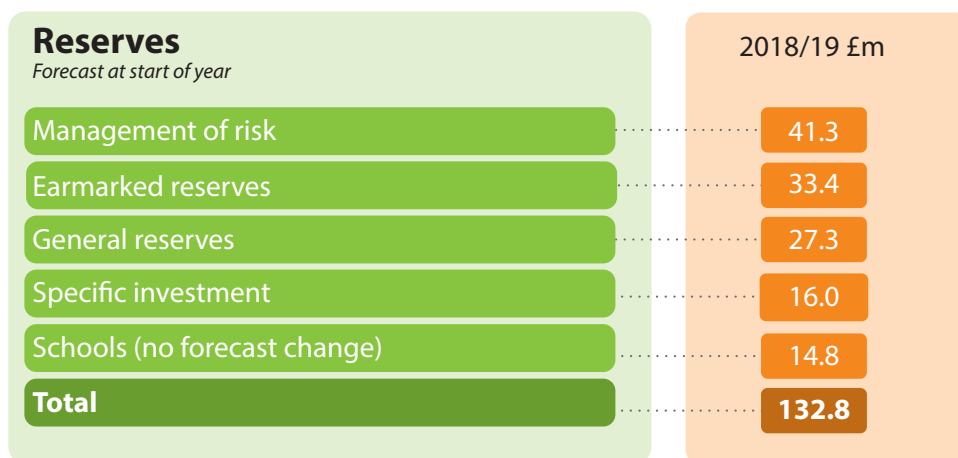 Reserves
Forecast at start of year
2018/19 £m
Management of risk 41.3
Earmarked reserves 33.4
General reserves 27.3
Specific investment 16.0
Schools (no forecast change) 14.8
Total 132.8